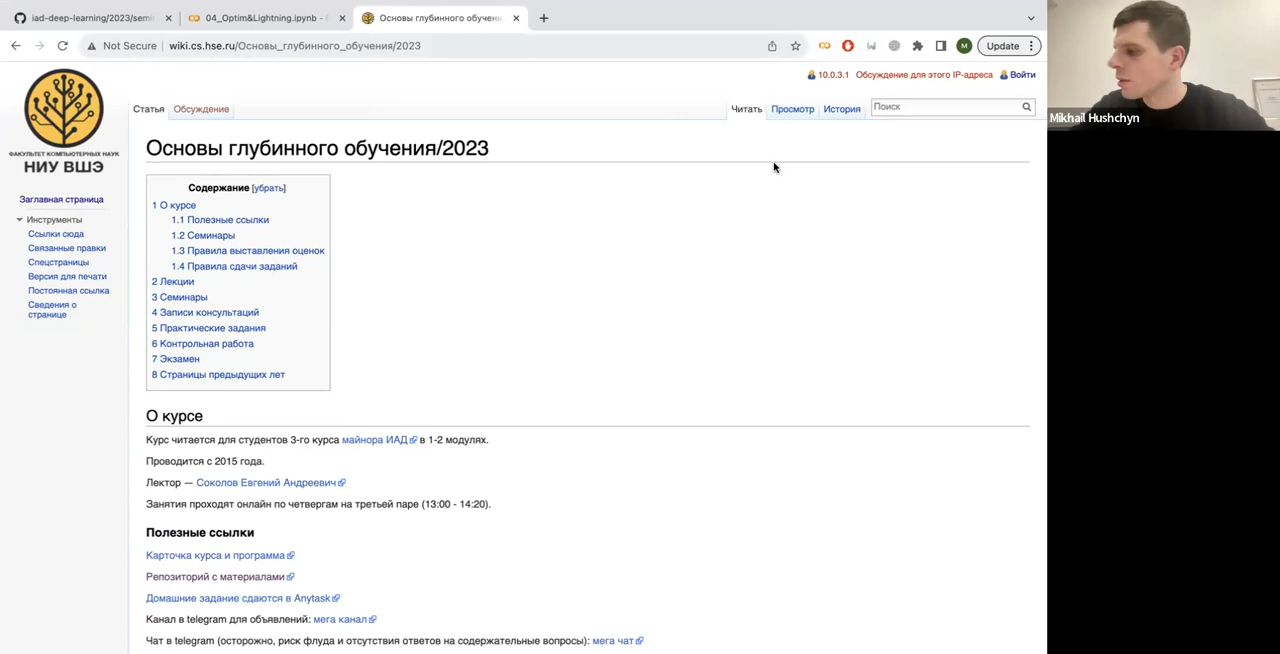 iad-deep-learning/2023/semi
04_Optim&Lightning.ipynb -
Основы глубинного обучени
Not Secure
wiki.cs.hse.ru/Основы_глубинного_обучения/2023
Update
M
Mikhail Hushchyn
10.0.3.1
Обсуждение для этого IP-адреса
Войти
Статья
Обсуждение
Читать
Просмотр
История
Поиск
ФАКУЛЬТЕТ КОМПЬЮТЕРНЫХ НАУК
НИУ ВШЭ
Заглавная страница
Инструменты
Ссылки сюда
Связанные правки
Спецстраницы
Версия для печати
Постоянная ссылка
Сведения о
странице
Основы глубинного обучения/2023
Содержание [убрать]
1 О курсе
1.1 Полезные ссылки
1.2 Семинары
1.3 Правила выставления оценок
1.4 Правила сдачи заданий
2 Лекции
3 Семинары
4 Записи консультаций
5 Практические задания
6 Контрольная работа
7 Экзамен
8 Страницы предыдущих лет
О курсе
Курс читается для студентов 3-го курса майнора ИАД в 1-2 модулях.
Проводится с 2015 года.
Лектор — Соколов Евгений Андреевич
Занятия проходят онлайн по четвергам на третьей паре (13:00 - 14:20).
Полезные ссылки
Карточка курса и программа
Репозиторий с материалами
Домашние задание сдаются в Anytask
Канал в telegram для объявлений: мега канал
Чат в telegram (осторожно, риск флуда и отсутствия ответов на содержательные вопросы): мега чат